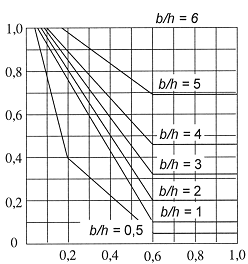 b/h = 6
1,0
0,8
b/h = 5
0,6
b/h = 4
0,4
b/h = 3
b/h = 2
0,2
b/h = 1
b/h = 0,5
0
0,2 0,4 0,6 0,8 1,0